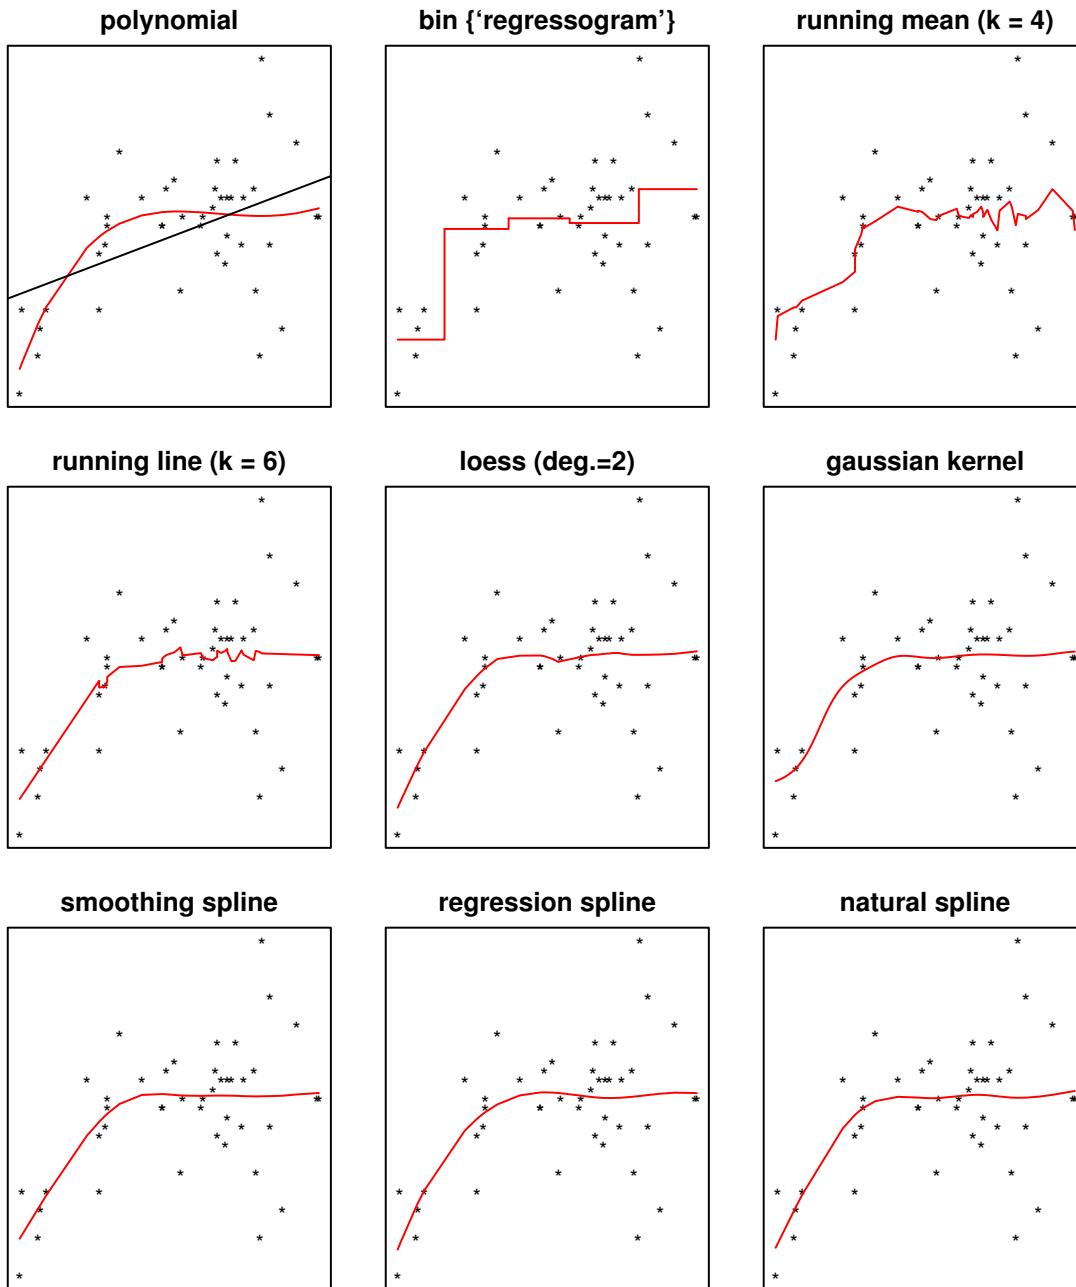 polynomial
bin {‘regressogram’}
running mean (k = 4)
running line (k = 6)
loess (deg.=2)
gaussian kernel
smoothing spline
regression spline
natural spline